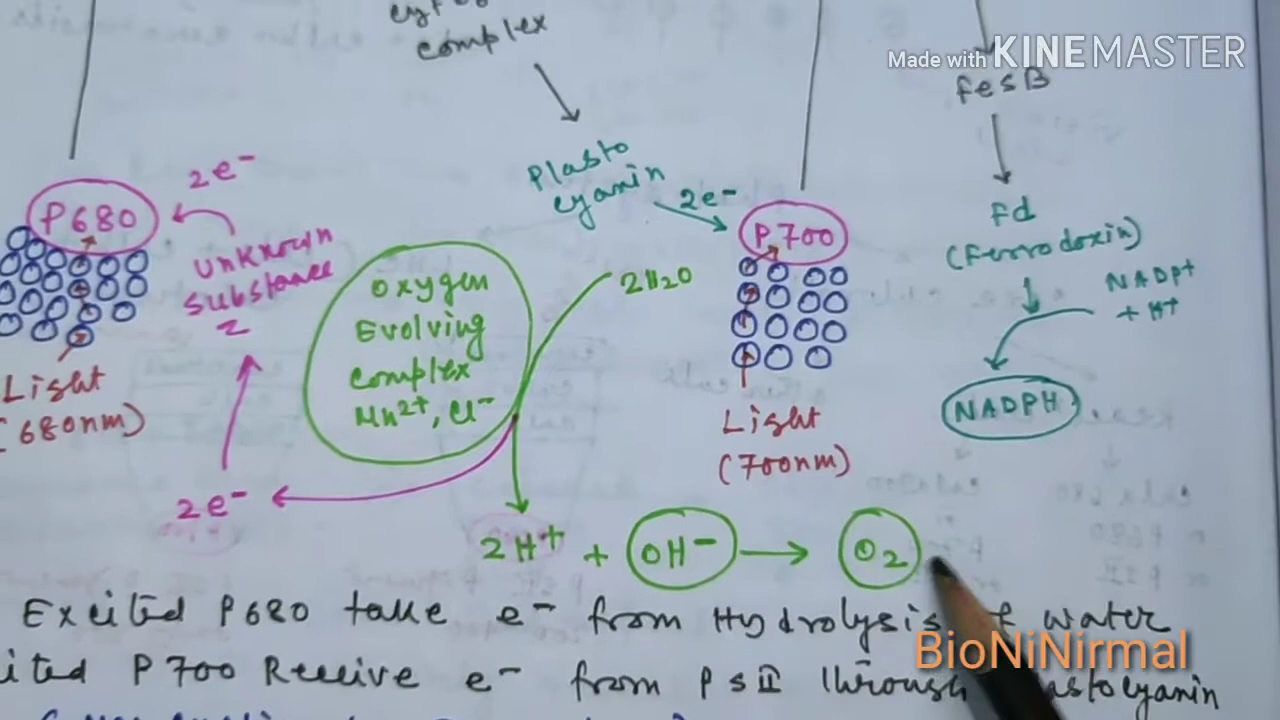 complex
Made with KINEMASTER
fesB
Plasto
cyanin
2e-
2e-
P680
P700
fd
(Ferrodoxin)
NADP+
+ H+
NADPH
Unknown
Substance
Z
Oxygen
Evolving
Complex
Mn2+, Cl-
2H2O
Light
(680nm)
Light
(700nm)
2e-
2H+ + OH- → O2
Excited P680 take e- from Hydrolysis of water
BioNiNirmal
ited P700 Receive e- from PSII through lastocyanin